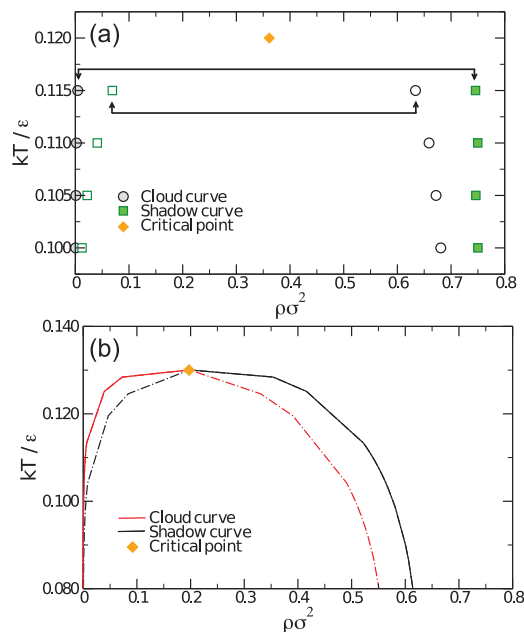 (a)
0.120
0.115
0.110
0.105
0.100
kT / ε
Cloud curve
Shadow curve
Critical point
0 0.1 0.2 0.3 0.4 0.5 0.6 0.7 0.8
ρσ²
(b)
0.140
0.120
0.100
0.080
kT / ε
Cloud curve
Shadow curve
Critical point
0 0.1 0.2 0.3 0.4 0.5 0.6 0.7 0.8
ρσ²